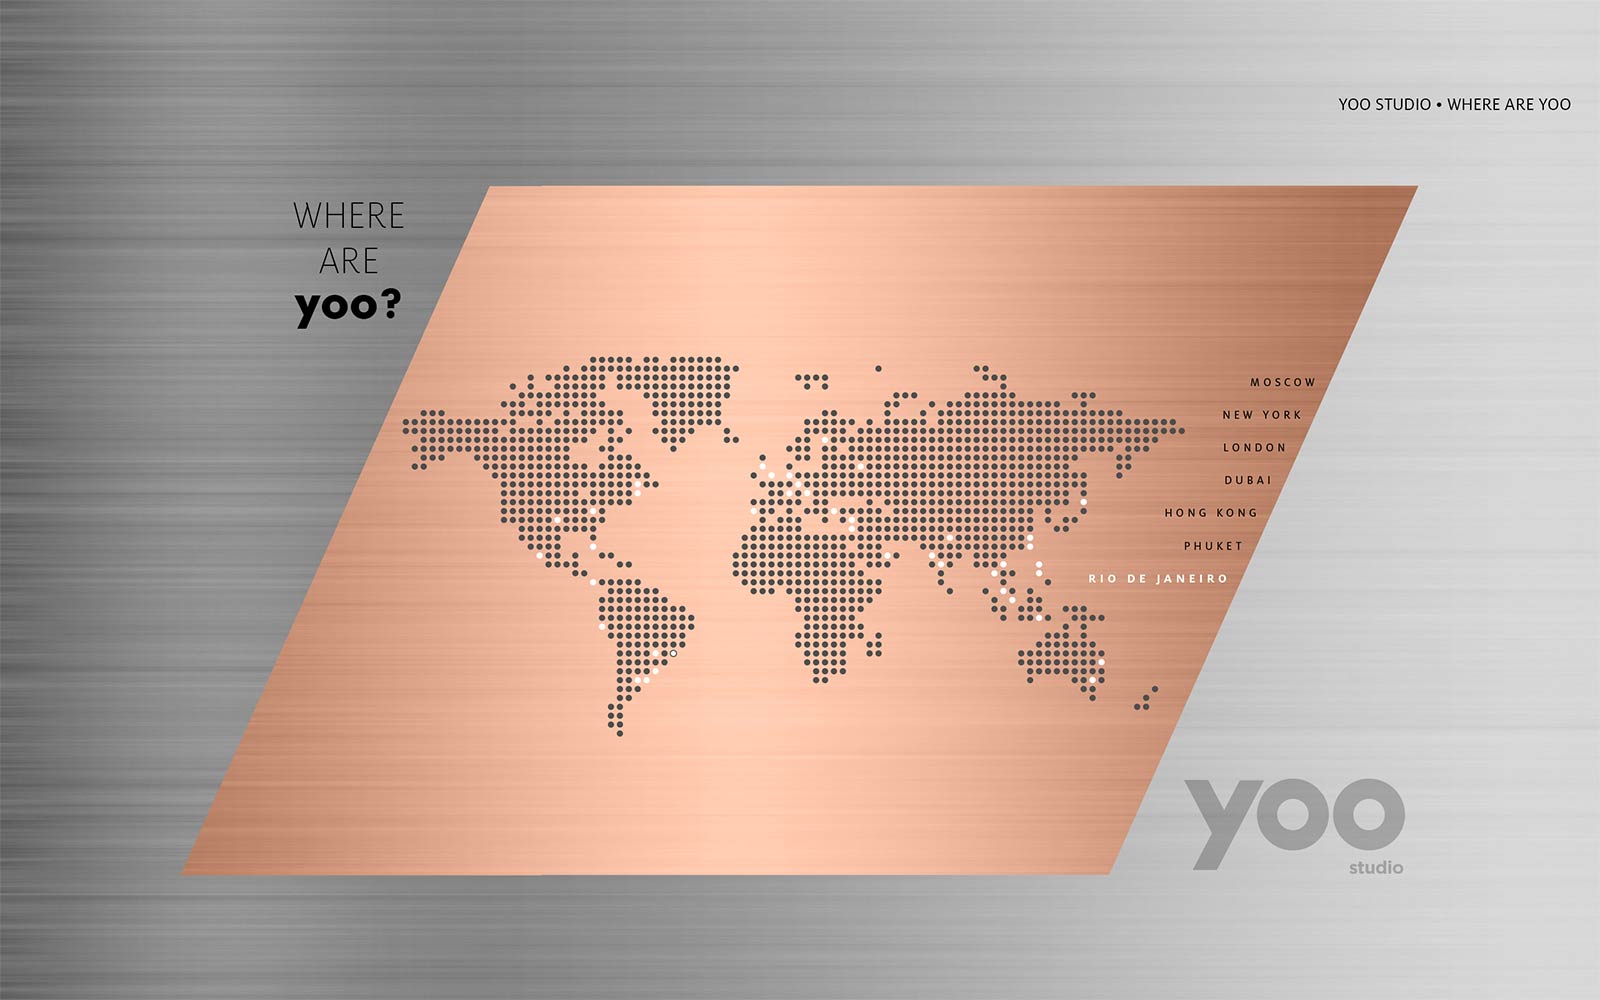 YOO STUDIO • WHERE ARE YOO
WHERE
ARE
yoo?
MOSCOW
NEW YORK
LONDON
DUBAI
HONG KONG
PHUKET
RIO DE JANEIRO
yoo
studio